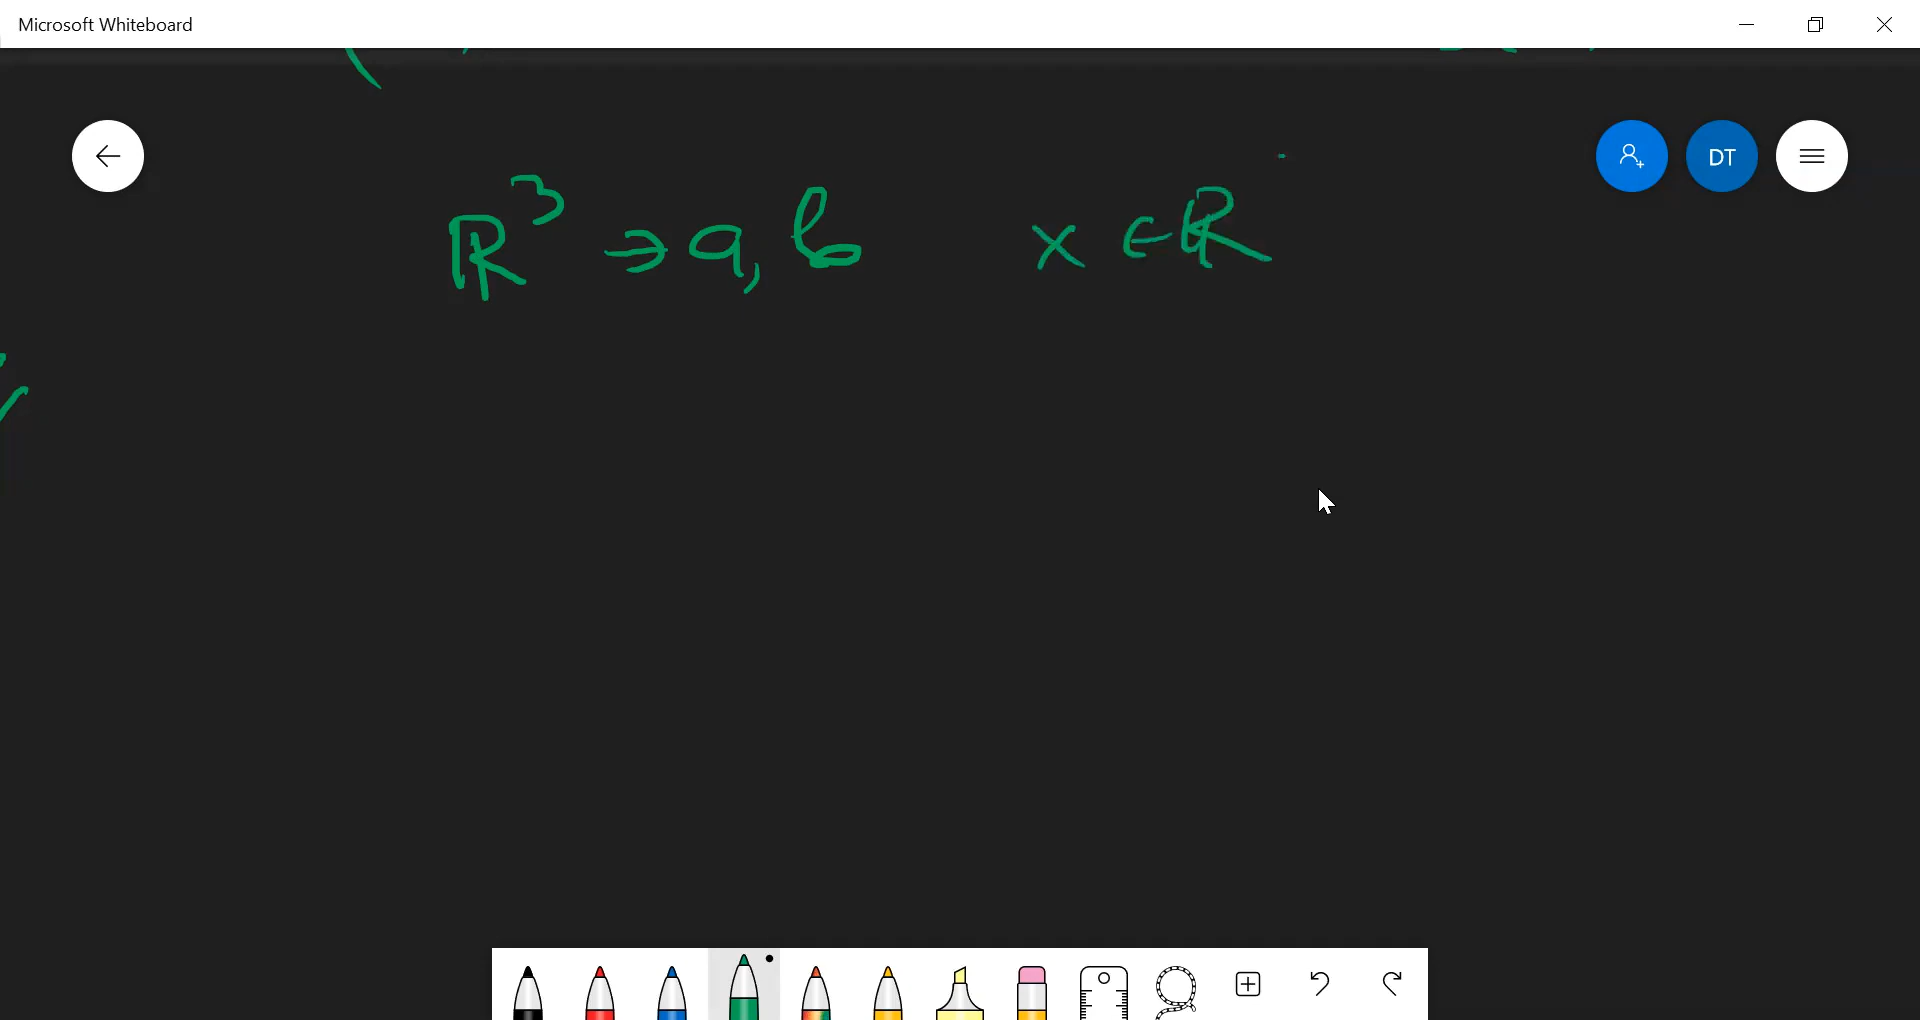 Microsoft Whiteboard
DT
ℝ³ → a, b x ∈ ℝ